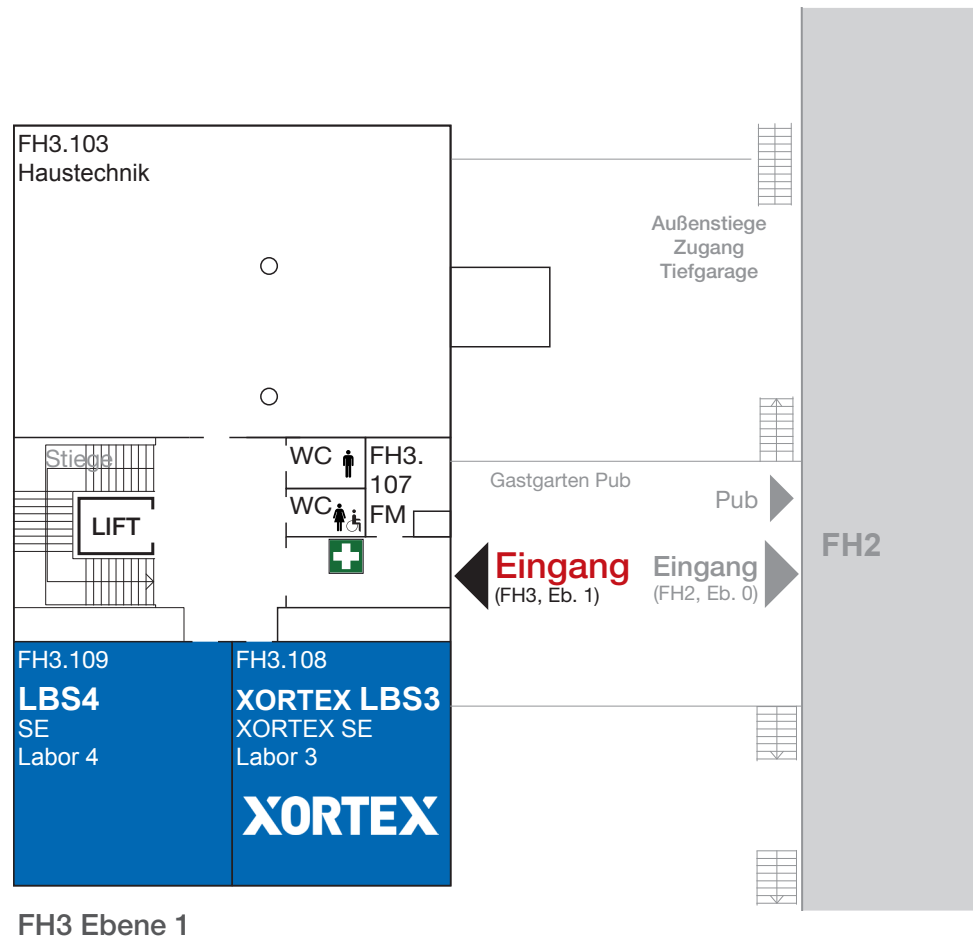 FH3.103
Haustechnik
Außenstiege
Zugang
Tiefgarage
Stiege
LIFT
WC
WC
FH3.
107
FM
Gastgarten Pub
Pub
Eingang
(FH3, Eb. 1)
Eingang
(FH2, Eb. 0)
FH2
FH3.109
LBS4
SE
Labor 4
FH3.108
XORTEX LBS3
XORTEX SE
Labor 3
XORTEX
FH3 Ebene 1